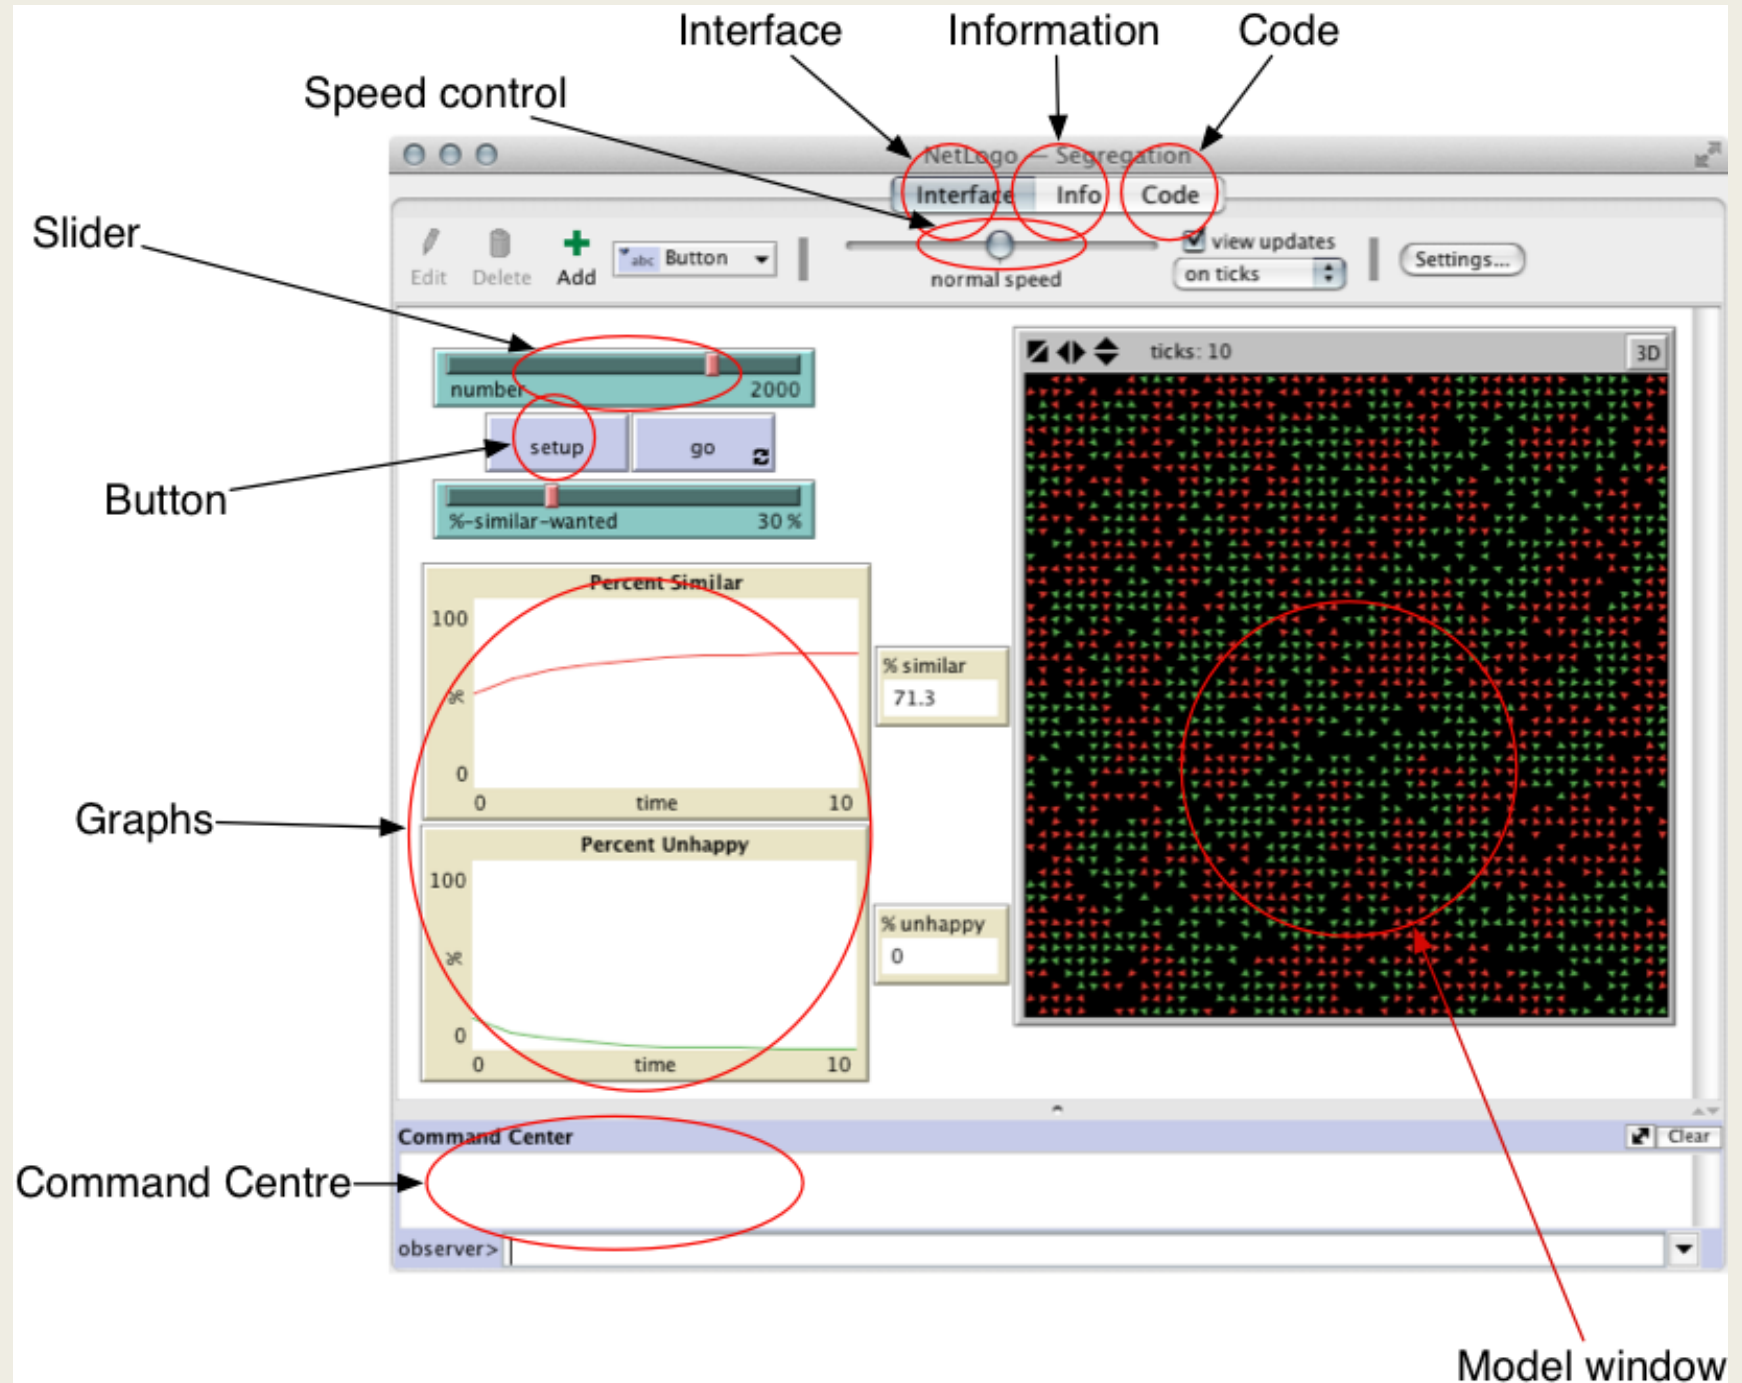 Interface Information Code
Speed control
NetLogo — Segregation
Interface Info Code
Slider
Edit Delete Add abc Button normal speed view updates on ticks Settings...
number 2000
setup go
Button
%-similar-wanted 30 %
ticks: 10 3D
Percent Similar
100
%
0
0 time 10
% similar
71.3
Graphs
Percent Unhappy
100
%
0
0 time 10
% unhappy
0
Command Center Clear
Command Centre
observer>
Model window